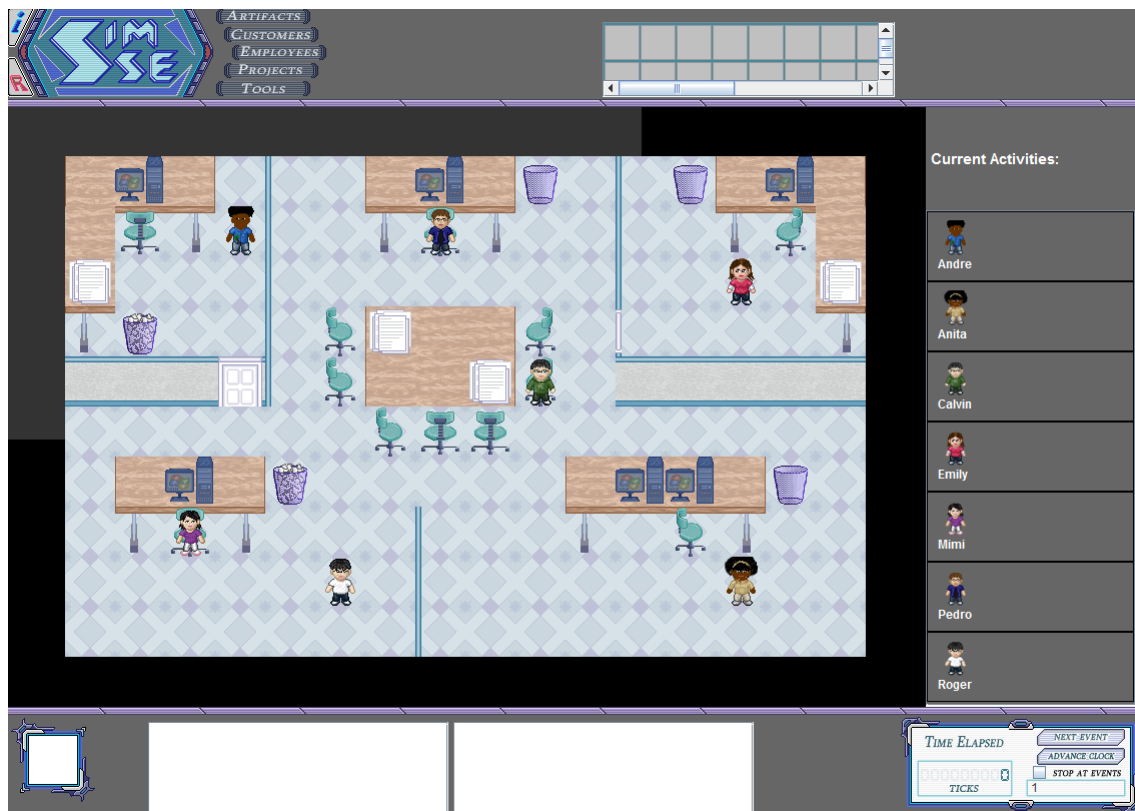 i
R
SIMSE
ARTIFACTS
CUSTOMERS
EMPLOYEES
PROJECTS
TOOLS
Current Activities:
Andre
Anita
Calvin
Emily
Mimi
Pedro
Roger
TIME ELAPSED
0
TICKS
NEXT EVENT
ADVANCE CLOCK
STOP AT EVENTS
1